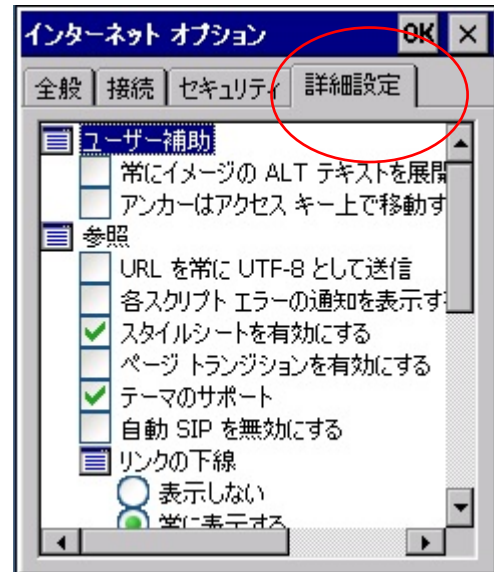 インターネット オプション OK ×
全般 接続 セキュリティ 詳細設定
ユーザー補助
常にイメージの ALT テキストを展開
アンカーはアクセス キー上で移動す
参照
URL を常に UTF-8 として送信
各スクリプト エラーの通知を表示す
スタイルシートを有効にする
ページ トランジションを有効にする
テーマのサポート
自動 SIP を無効にする
リンクの下線
表示しない
常に表示する